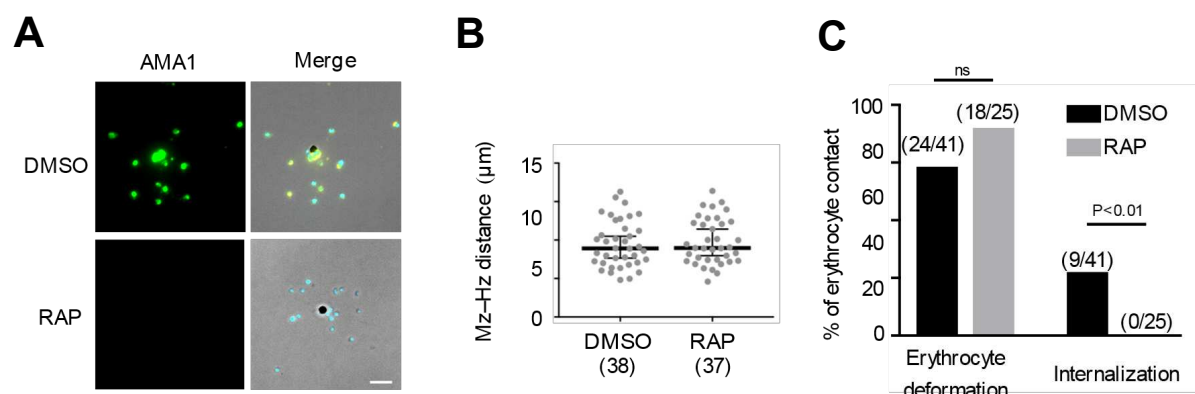 A
AMA1
Merge
DMSO
RAP
B
Mz–Hz distance (μm)
15
10
5
0
DMSO
(38)
RAP
(37)
C
% of erythrocyte contact
100
80
60
40
20
0
ns
(24/41)
(18/25)
DMSO
RAP
P<0.01
(9/41)
(0/25)
Erythrocyte
deformation
Internalization